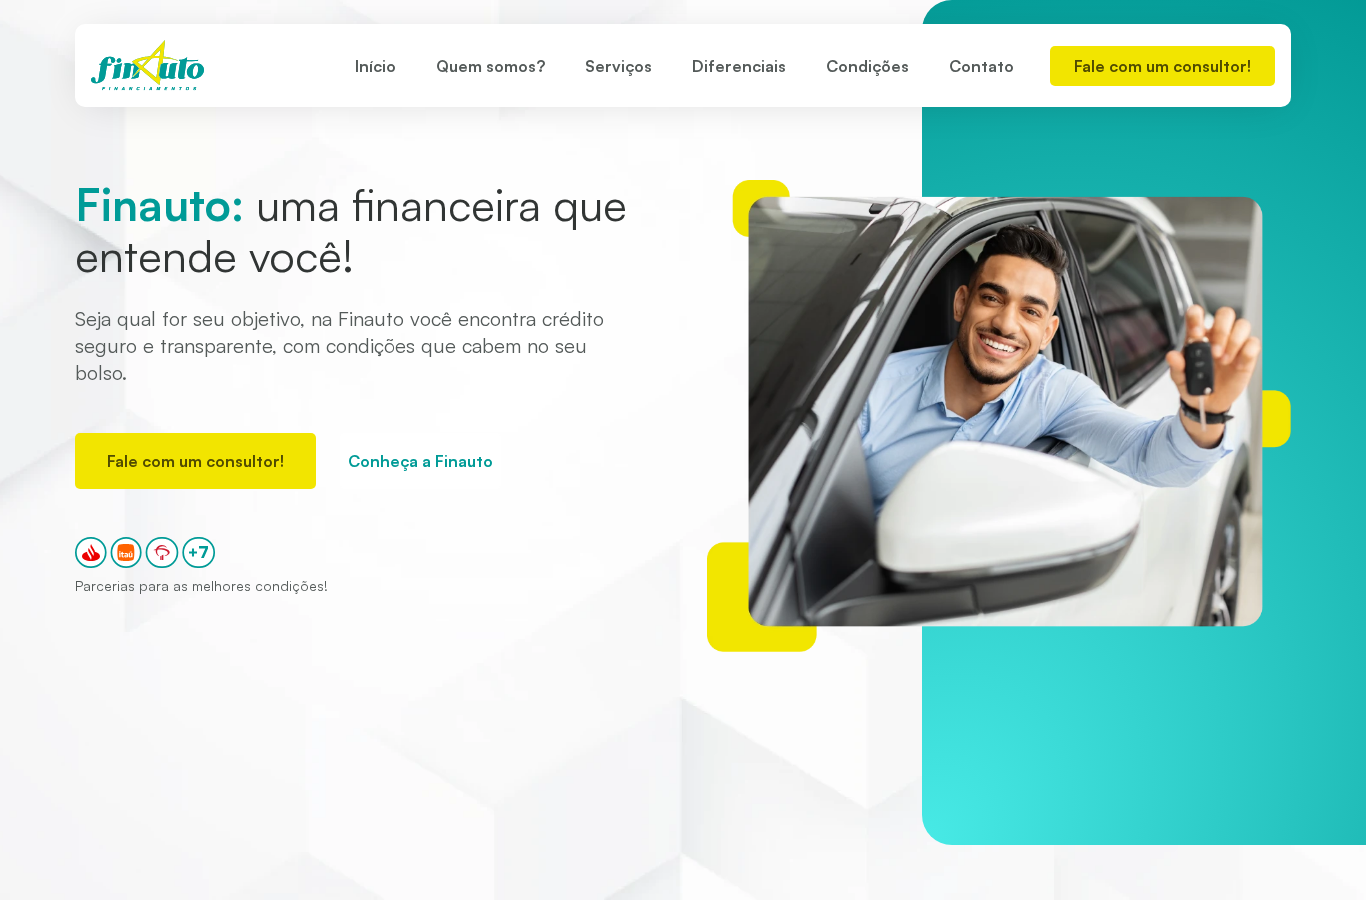 finauto
FINANCIAMENTOS
Início
Quem somos?
Serviços
Diferenciais
Condições
Contato
Fale com um consultor!
Finauto: uma financeira que
entende você!
Seja qual for seu objetivo, na Finauto você encontra crédito
seguro e transparente, com condições que cabem no seu
bolso.
Fale com um consultor!
Conheça a Finauto
itaú
+7
Parcerias para as melhores condições!